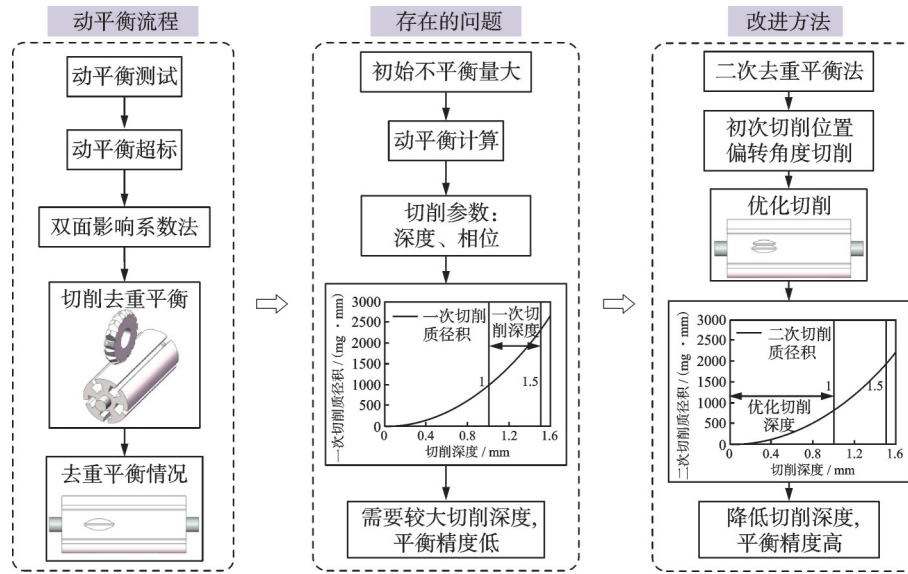 动平衡流程
动平衡测试
动平衡超标
双面影响系数法
切削去重平衡
去重平衡情况
存在的问题
初始不平衡量大
动平衡计算
切削参数:
深度、相位
一次切削质径积 / (mg·mm)
3000
2500
2000
1500
1000
500
0
一次切削
质径积
一次切
削深度
1
1.5
0.4
0.8
1.2
1.6
切削深度 / mm
需要较大切削深度,
平衡精度低
改进方法
二次去重平衡法
初次切削位置
偏转角度切削
优化切削
二次切削质径积 / (mg·mm)
3000
2500
2000
1500
1000
500
0
二次切削
质径积
1
1.5
优化切削
深度
0
0.4
0.8
1.2
1.6
切削深度 / mm
降低切削深度,
平衡精度高